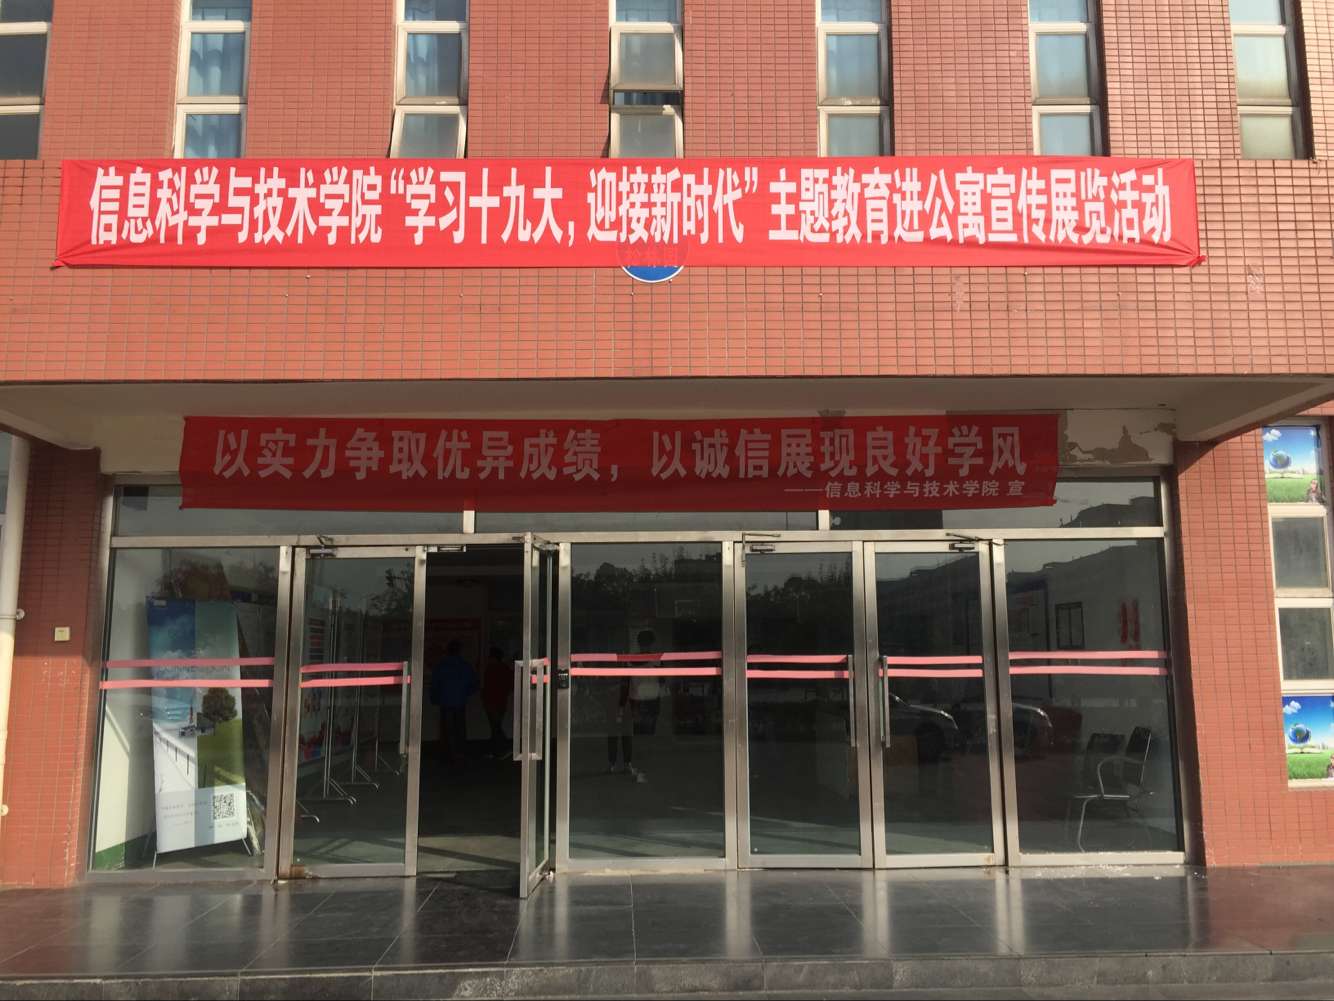 信息科学与技术学院“学习十九大，迎接新时代”主题教育进公寓宣传展览活动
以实力争取优异成绩，以诚信展现良好学风
——信息科学与技术学院 宣